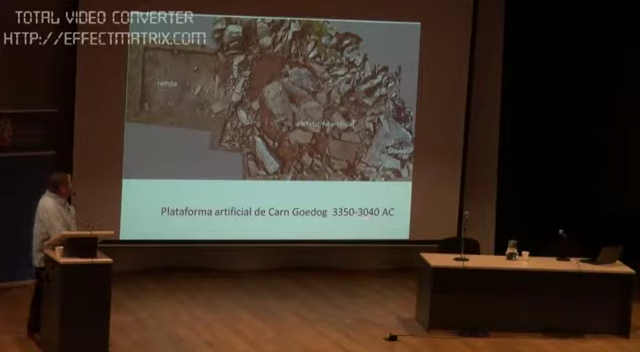 TOTAL VIDEO CONVERTER
HTTP://EFFECTMATRIX.COM
rampa
Plataforma artificial de Carn Goedog 3350-3040 AC